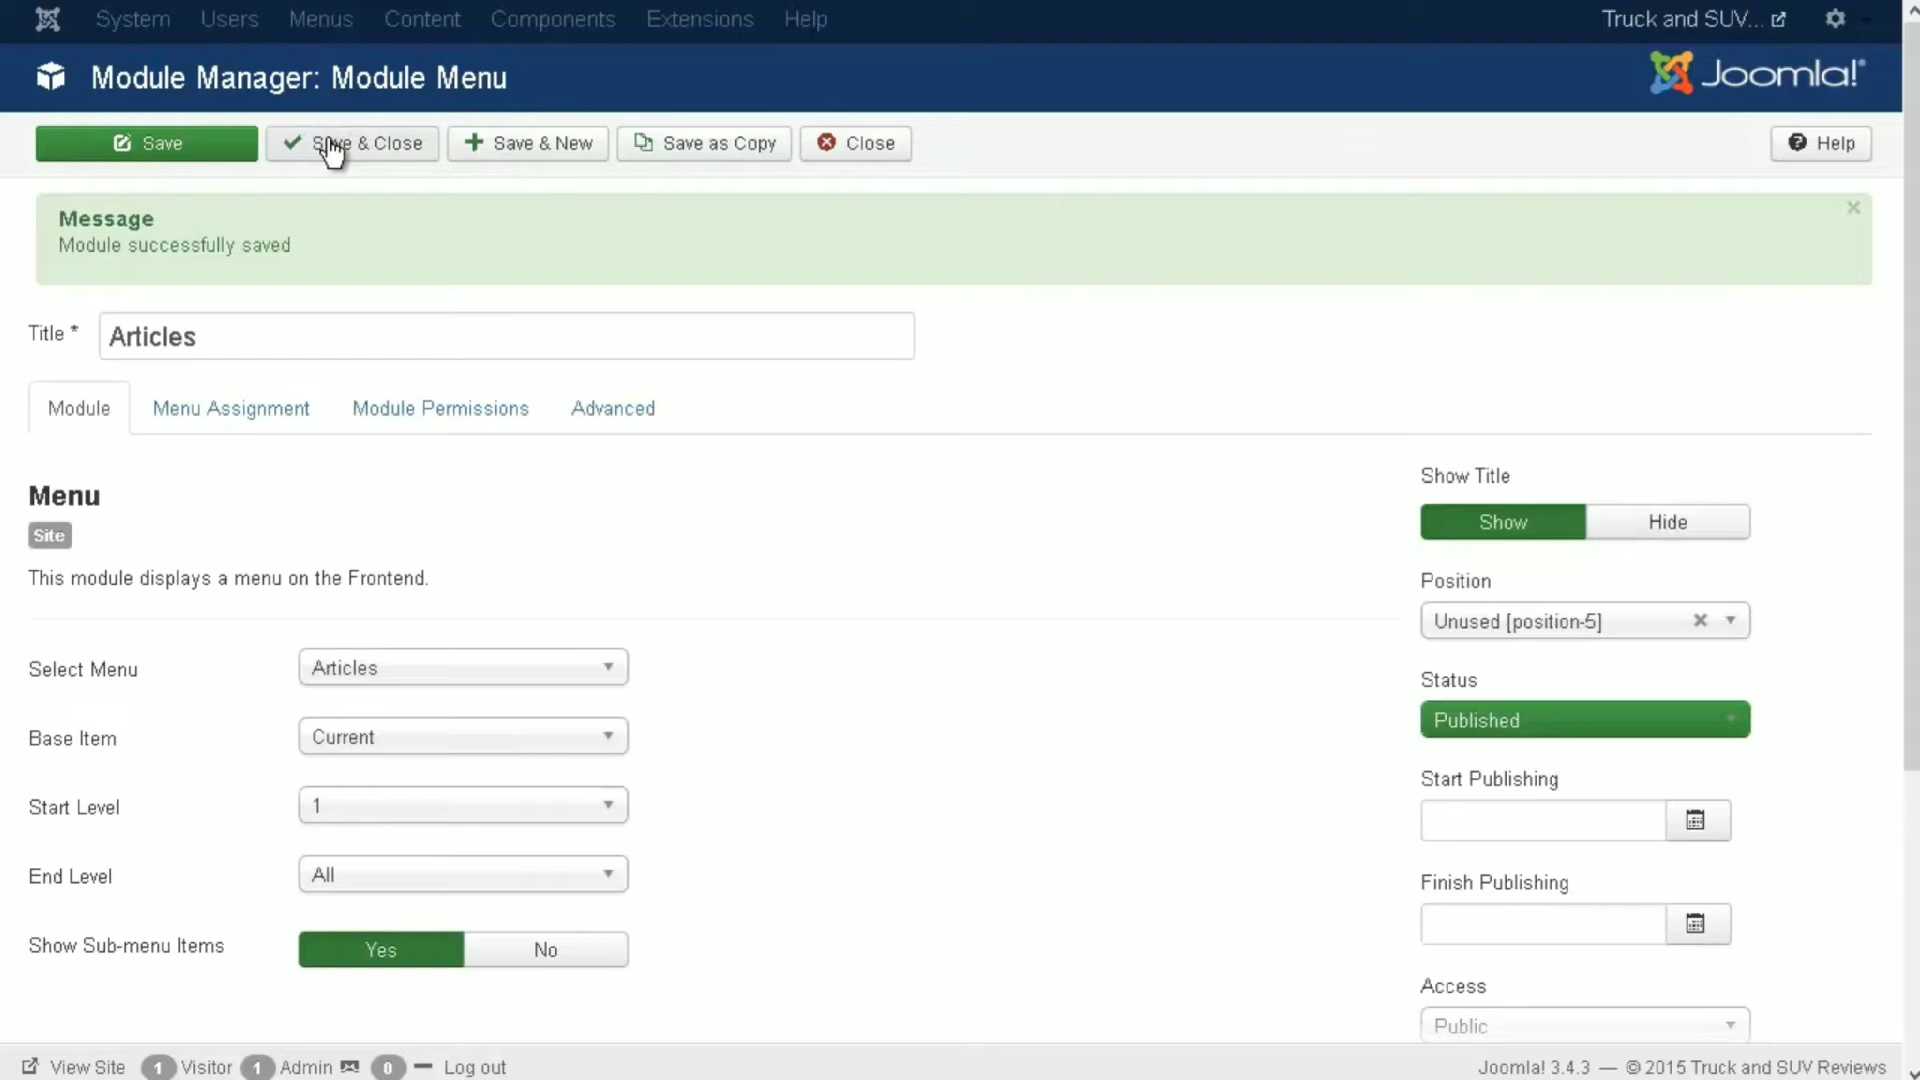 System Users Menus Content Components Extensions Help Truck and SUV...
Module Manager: Module Menu Joomla!®
Save Save & Close Save & New Save as Copy Close Help
Message
×
Module successfully saved
Title * Articles
Module Menu Assignment Module Permissions Advanced
Show Title
Menu
Show Hide
Site
This module displays a menu on the Frontend.
Position
Unused [position-5]
Select Menu Articles
Status
Published
Base Item Current
Start Publishing
Start Level 1
End Level All
Finish Publishing
Show Sub-menu Items Yes No
Access
Public
View Site 1 Visitor 1 Admin 0 Log out Joomla! 3.4.3 — © 2015 Truck and SUV Reviews